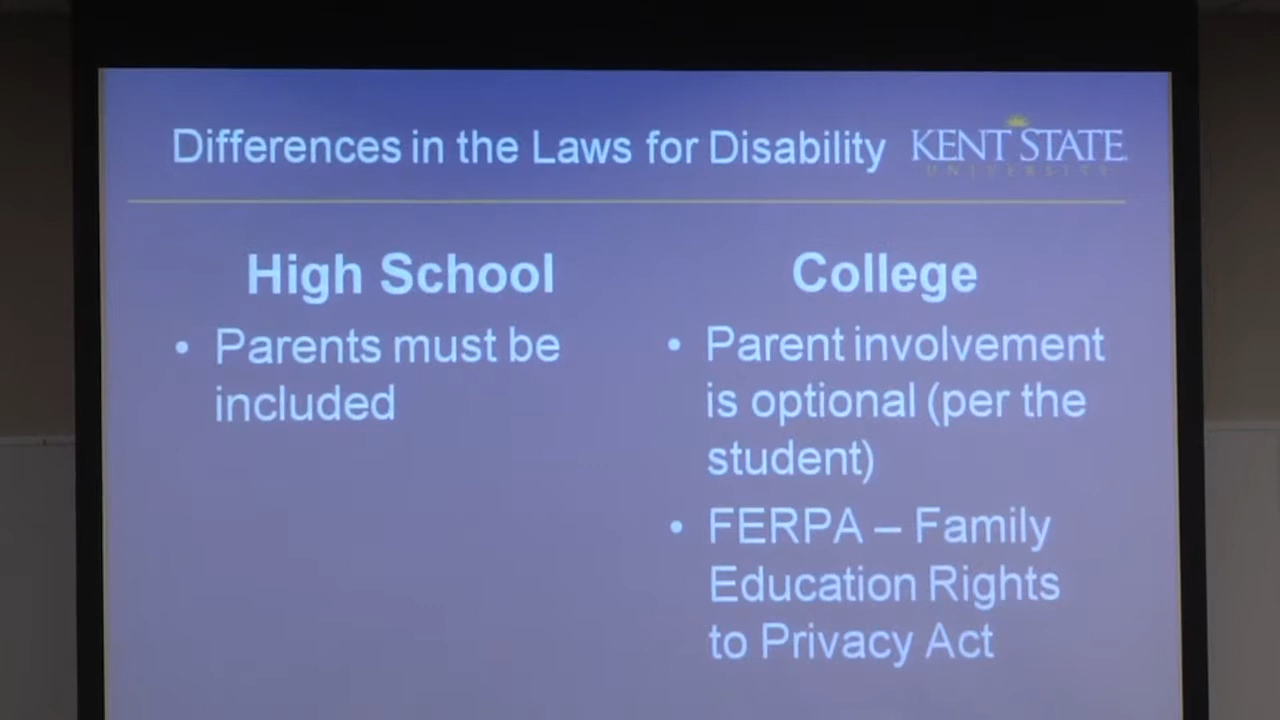 Differences in the Laws for Disability
KENT STATE
UNIVERSITY
High School
• Parents must be
included
College
• Parent involvement
is optional (per the
student)
• FERPA – Family
Education Rights
to Privacy Act